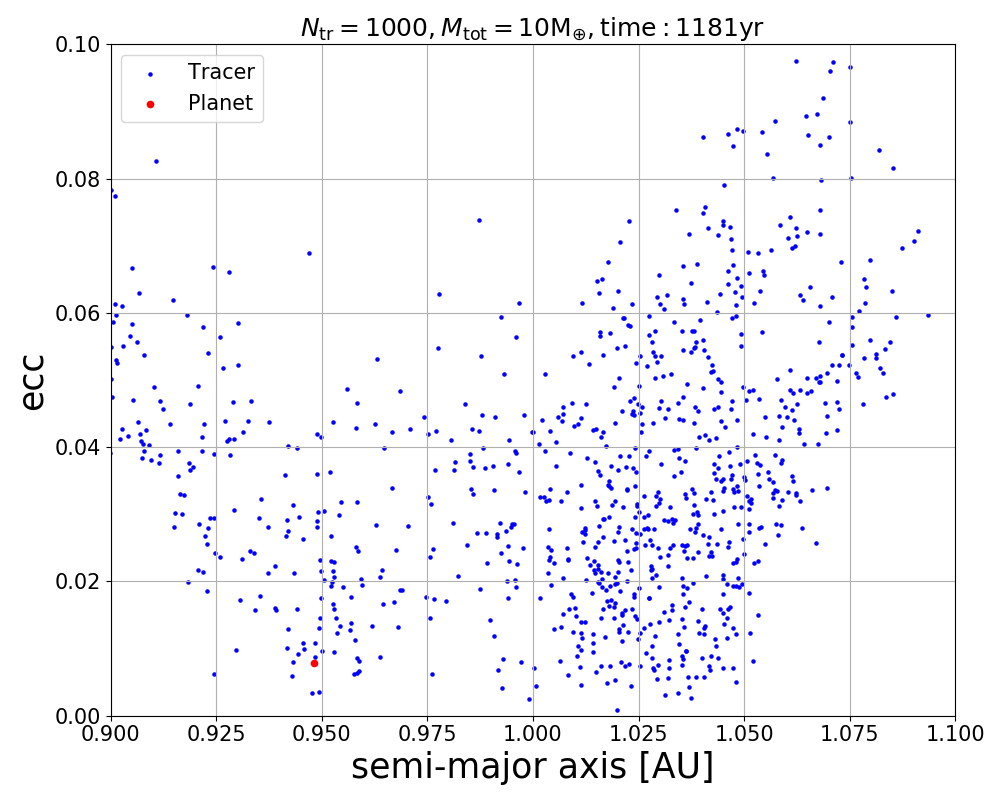 N_tr = 1000, M_tot = 10M_⊕, time : 1181yr
Tracer
Planet
ecc
0.10
0.08
0.06
0.04
0.02
0.00
0.900 0.925 0.950 0.975 1.000 1.025 1.050 1.075 1.100
semi-major axis [AU]